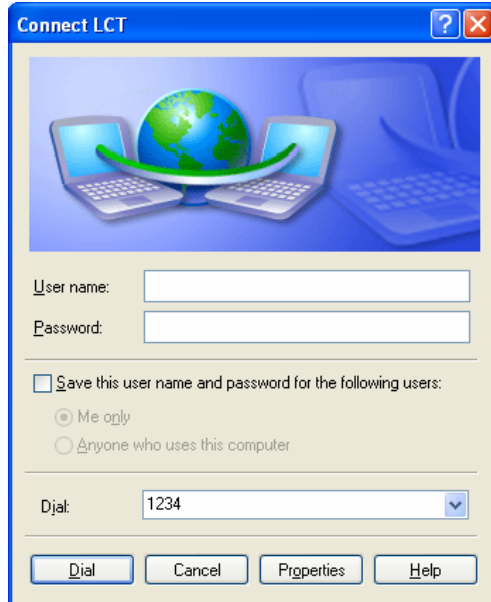 Connect LCT
User name:
Password:
Save this user name and password for the following users:
Me only
Anyone who uses this computer
Dial: 1234
Dial Cancel Properties Help